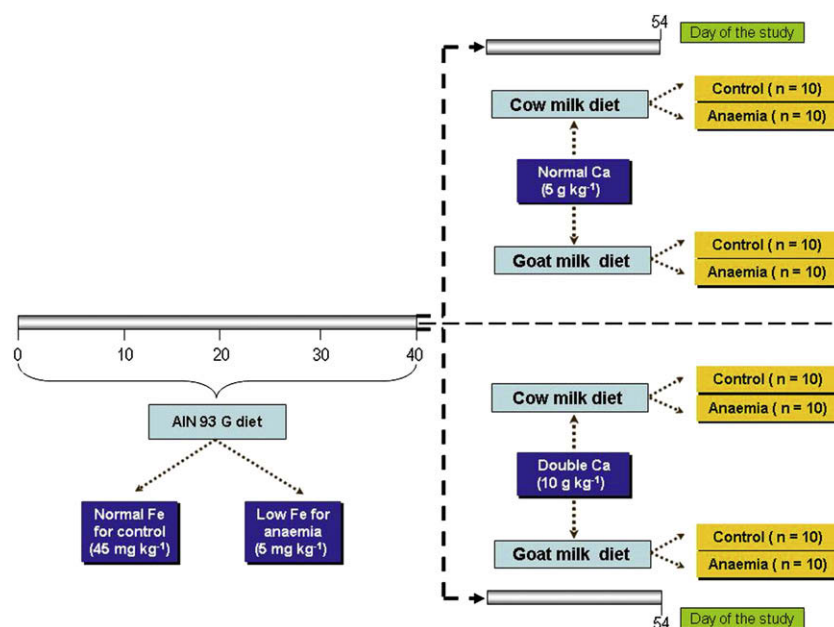 54
Day of the study
Cow milk diet
Control ( n = 10)
Anaemia ( n = 10)
Normal Ca
(5 g kg⁻¹)
Goat milk diet
Control ( n = 10)
Anaemia ( n = 10)
0
10
20
30
40
AIN 93 G diet
Normal Fe
for control
(45 mg kg⁻¹)
Low Fe for
anaemia
(5 mg kg⁻¹)
Cow milk diet
Control ( n = 10)
Anaemia ( n = 10)
Double Ca
(10 g kg⁻¹)
Goat milk diet
Control ( n = 10)
Anaemia ( n = 10)
54
Day of the study